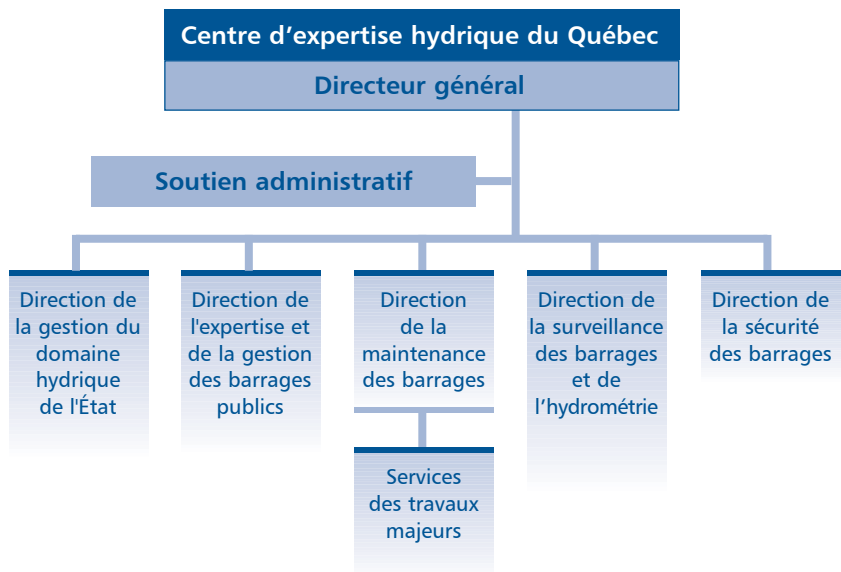 Centre d’expertise hydrique du Québec
Directeur général
Soutien administratif
Direction de
la gestion du
domaine
hydrique
de l'État
Direction de
l'expertise et
de la gestion
des barrages
publics
Direction
de la
maintenance
des barrages
Direction de
la surveillance
des barrages
et de
l’hydrométrie
Direction de
la sécurité
des barrages
Services
des travaux
majeurs